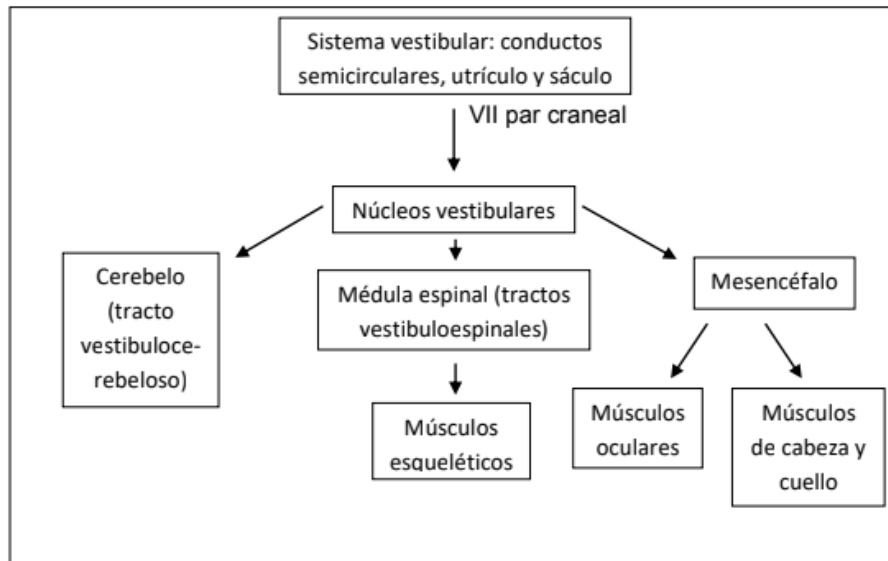 Sistema vestibular: conductos
semicirculares, utrículo y sáculo
VII par craneal
Núcleos vestibulares
Cerebelo
(tracto
vestibuloce-
rebeloso)
Médula espinal (tractos
vestibuloespinales)
Mesencéfalo
Músculos
esqueléticos
Músculos
oculares
Músculos
de cabeza y
cuello